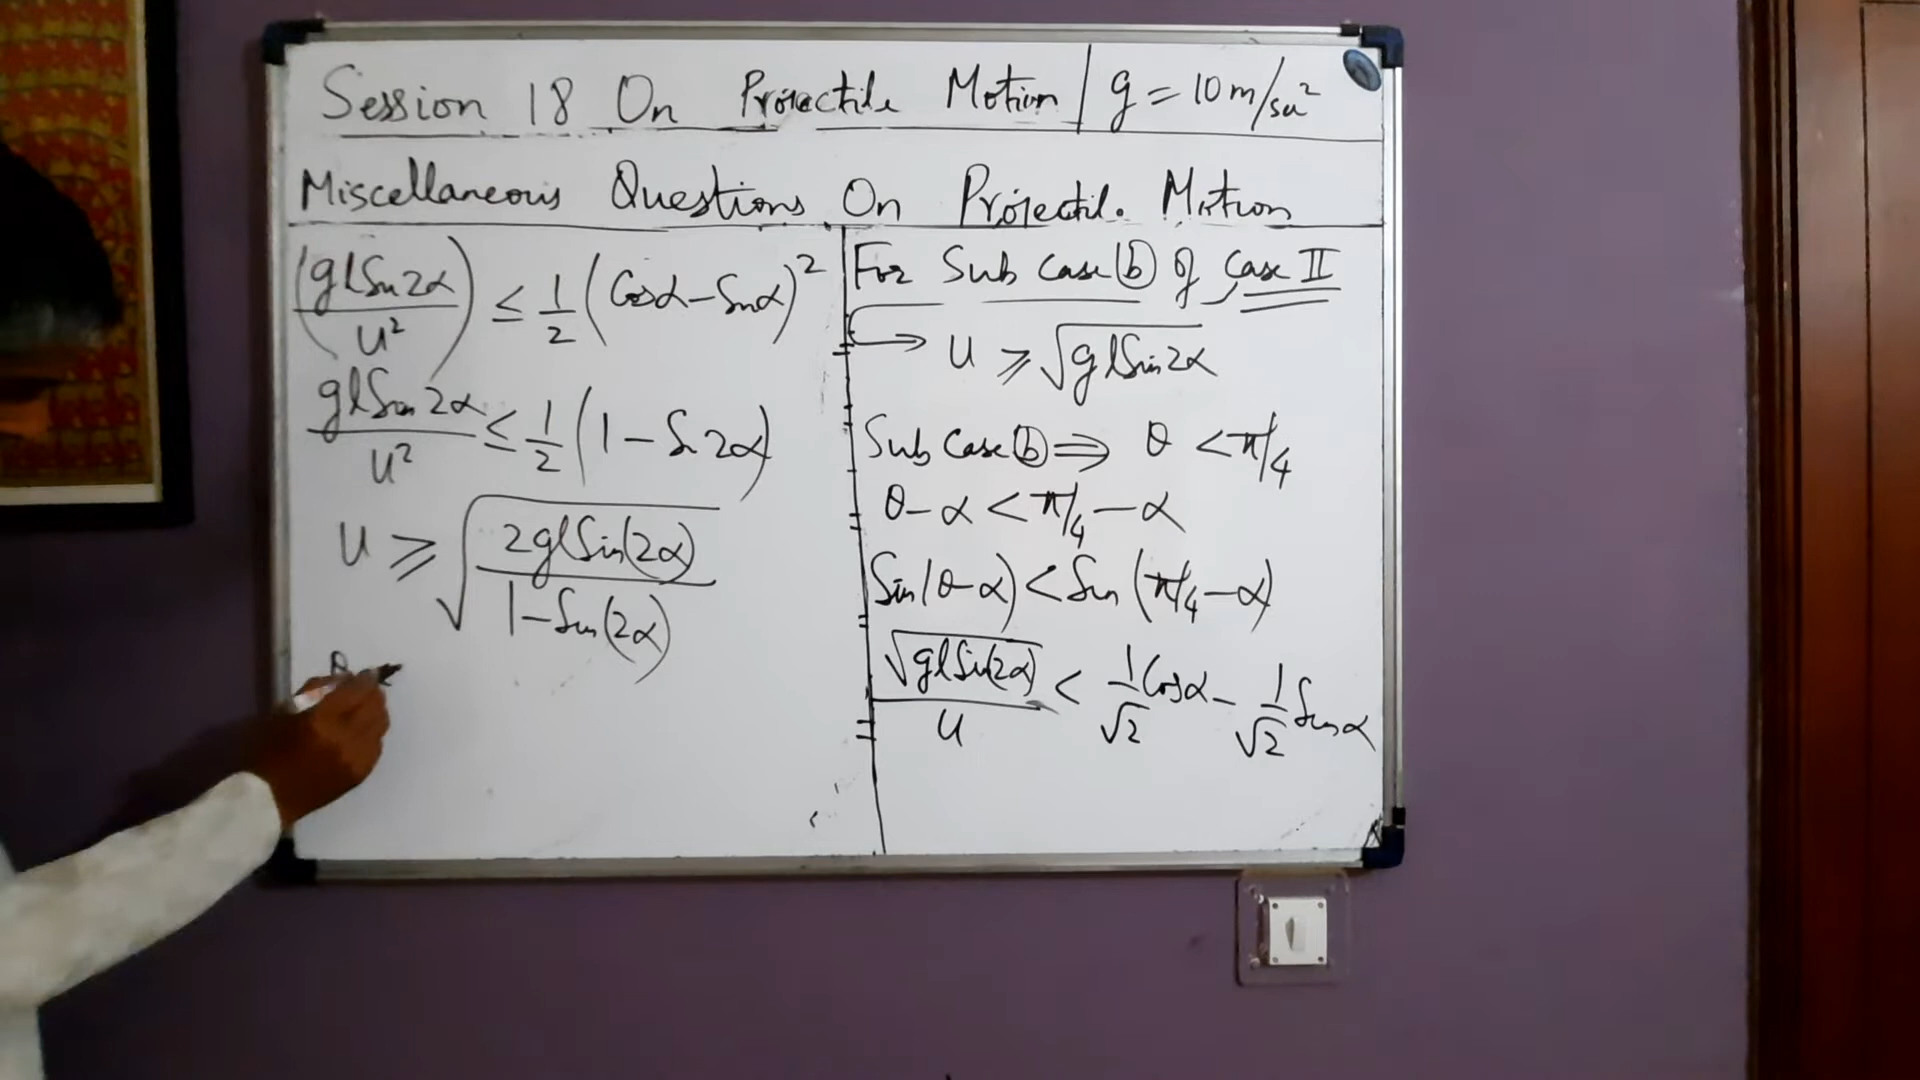 Session 18 On Projectile Motion | g = 10 m/sec²
Miscellaneous Questions On Projectile Motion
(gl Sin 2α / u²) ≤ 1/2 (Cosα - Sinα)²
gl Sin 2α / u² ≤ 1/2 (1 - Sin 2α)
u ≥ √(2gl Sin(2α) / 1 - Sin(2α))
For Sub Case (b) of Case II
→ u ≥ √(gl Sin 2α)
Sub Case (b) ⇒ θ < π/4
θ - α < π/4 - α
Sin(θ - α) < Sin(π/4 - α)
√(gl Sin(2α)) / u < 1/√2 Cosα - 1/√2 Sinα